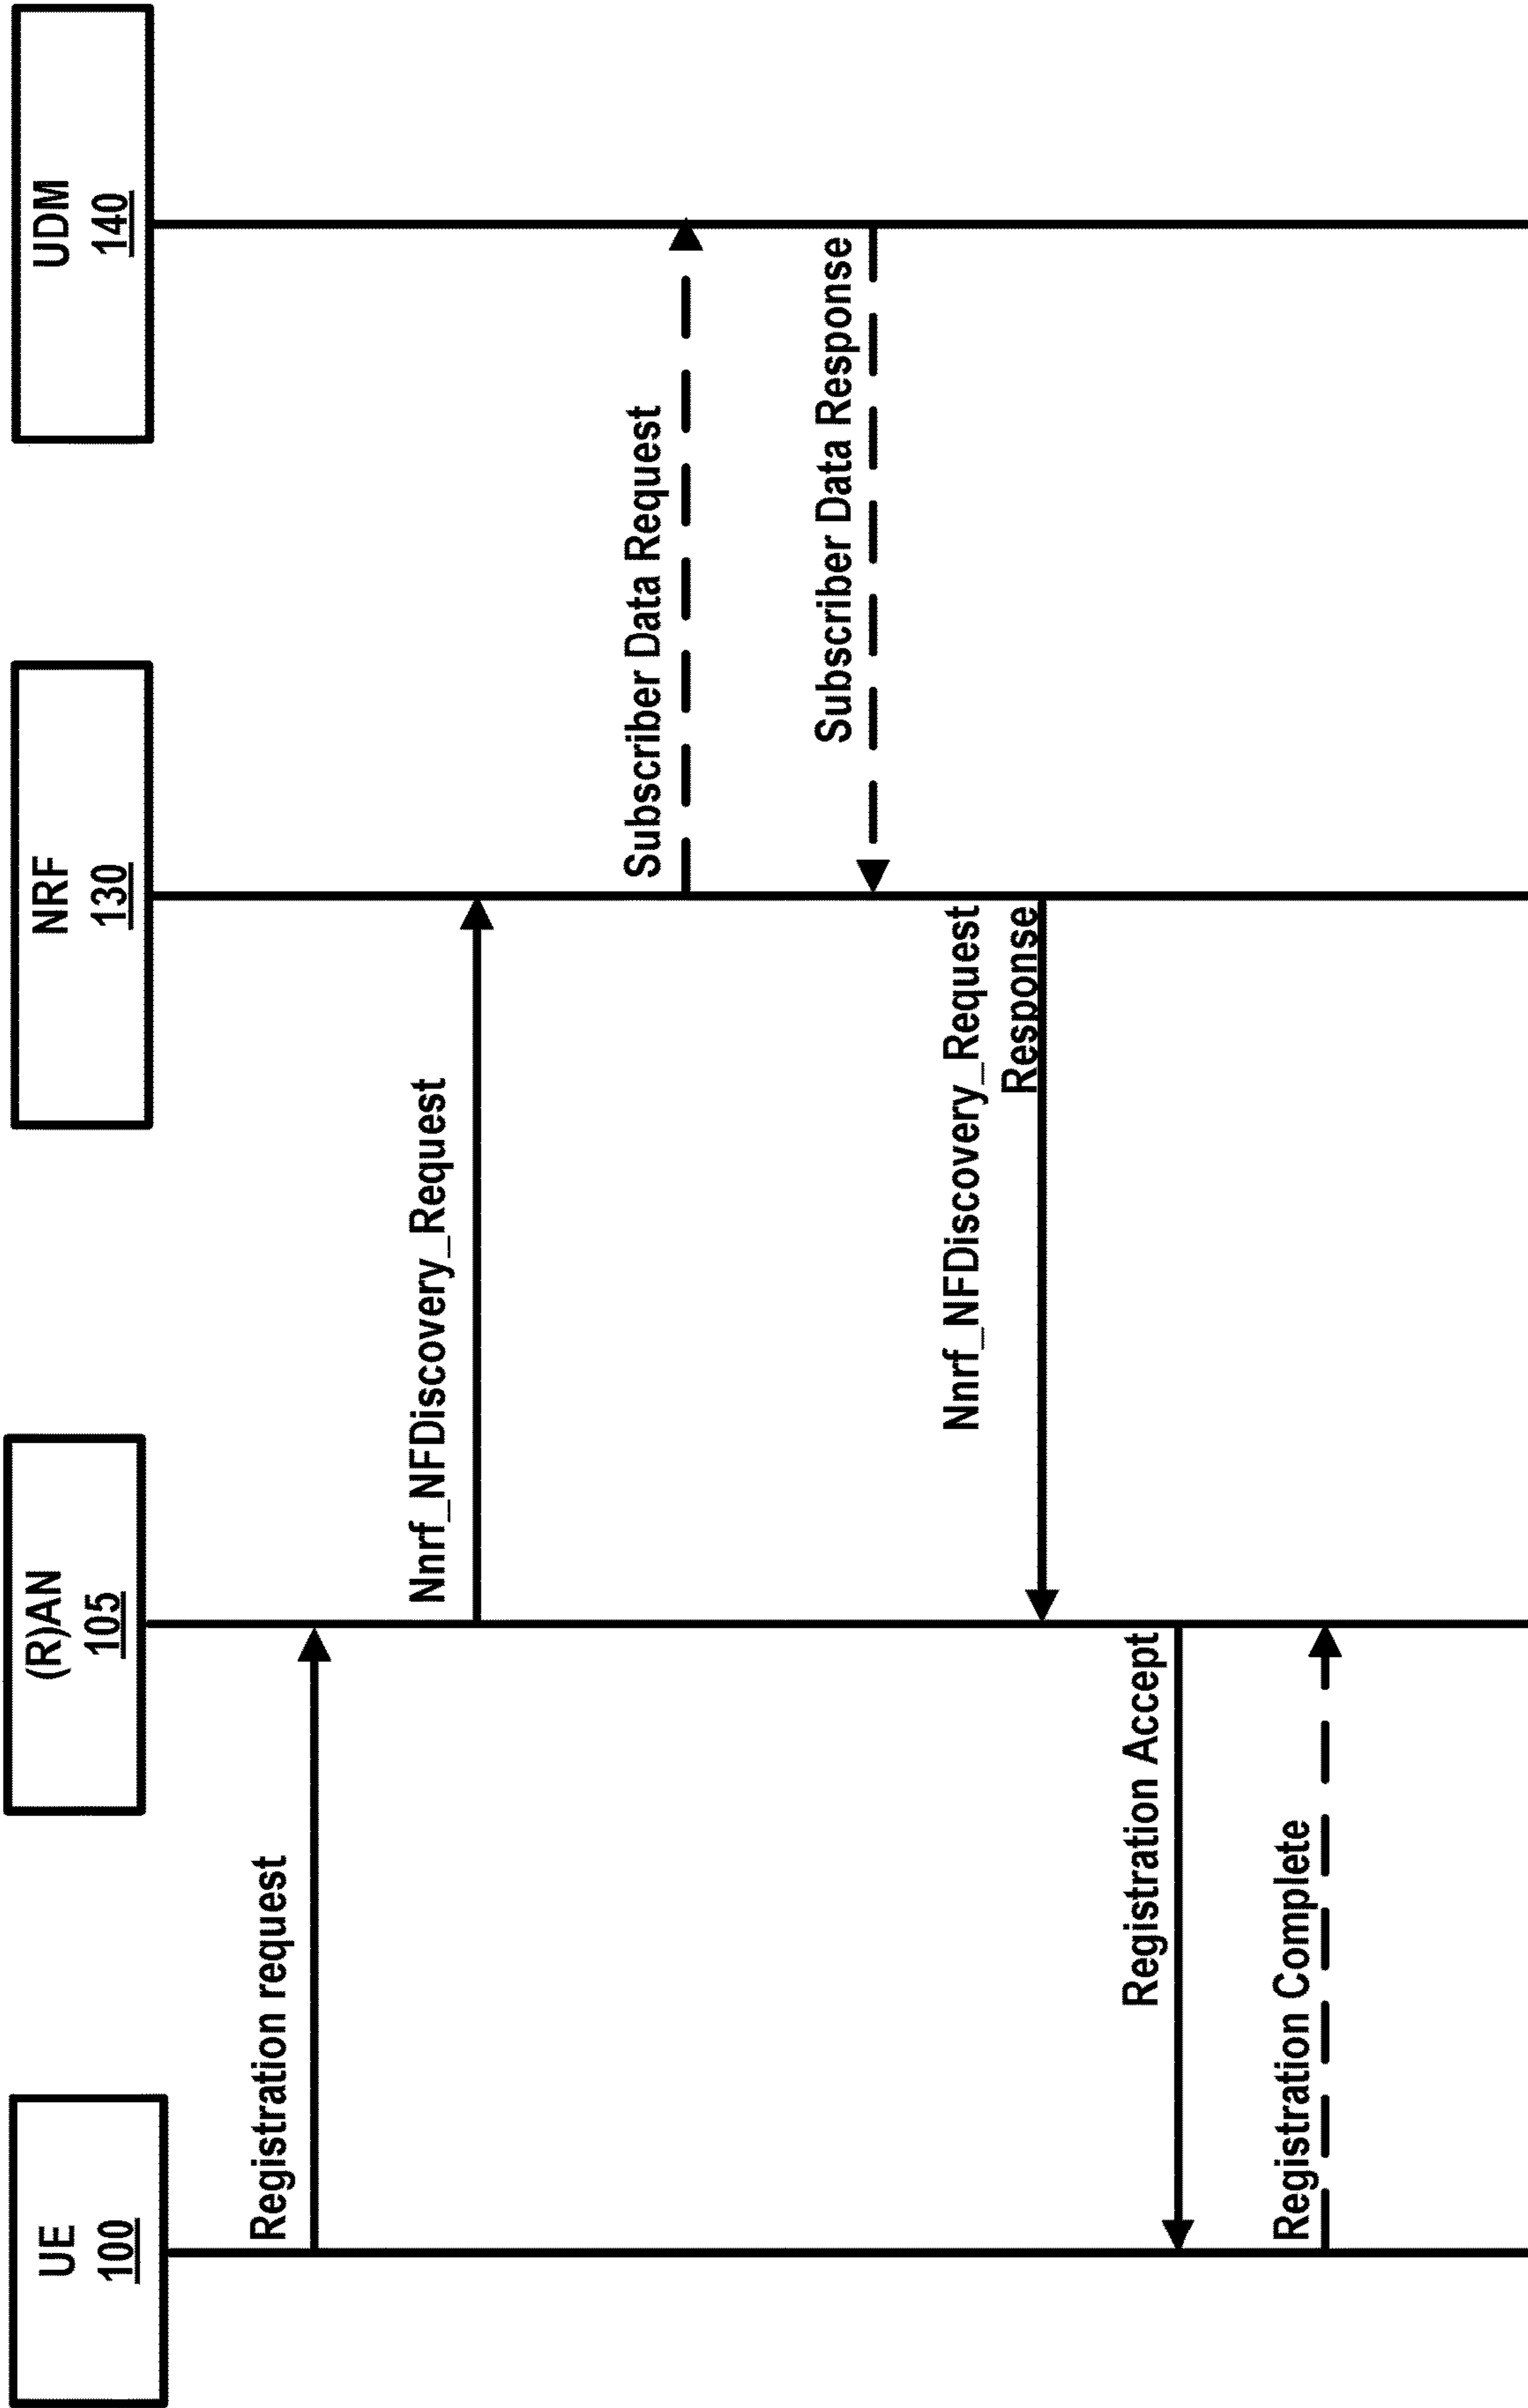 UE
100
(R)AN
105
NRF
130
UDM
140
Registration request
Nnrf_NFDiscovery_Request
Subscriber Data Request
Subscriber Data Response
Nnrf_NFDiscovery_Request
Response
Registration Accept
Registration Complete